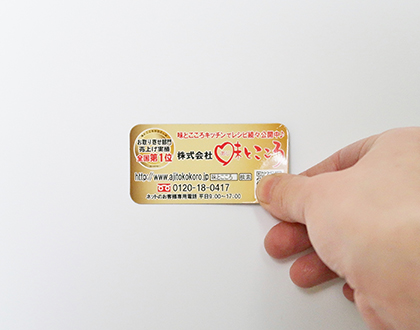 味とこころキッチンでレシピ続々公開中♪
お取り寄せ部門
売上げ実績
全国第1位
株式会社 味とこころ
http://www.ajitokokoro.jp 味とこころ 検索
0120-18-0417
ネットのお客様専用電話 平日9:00～17:00